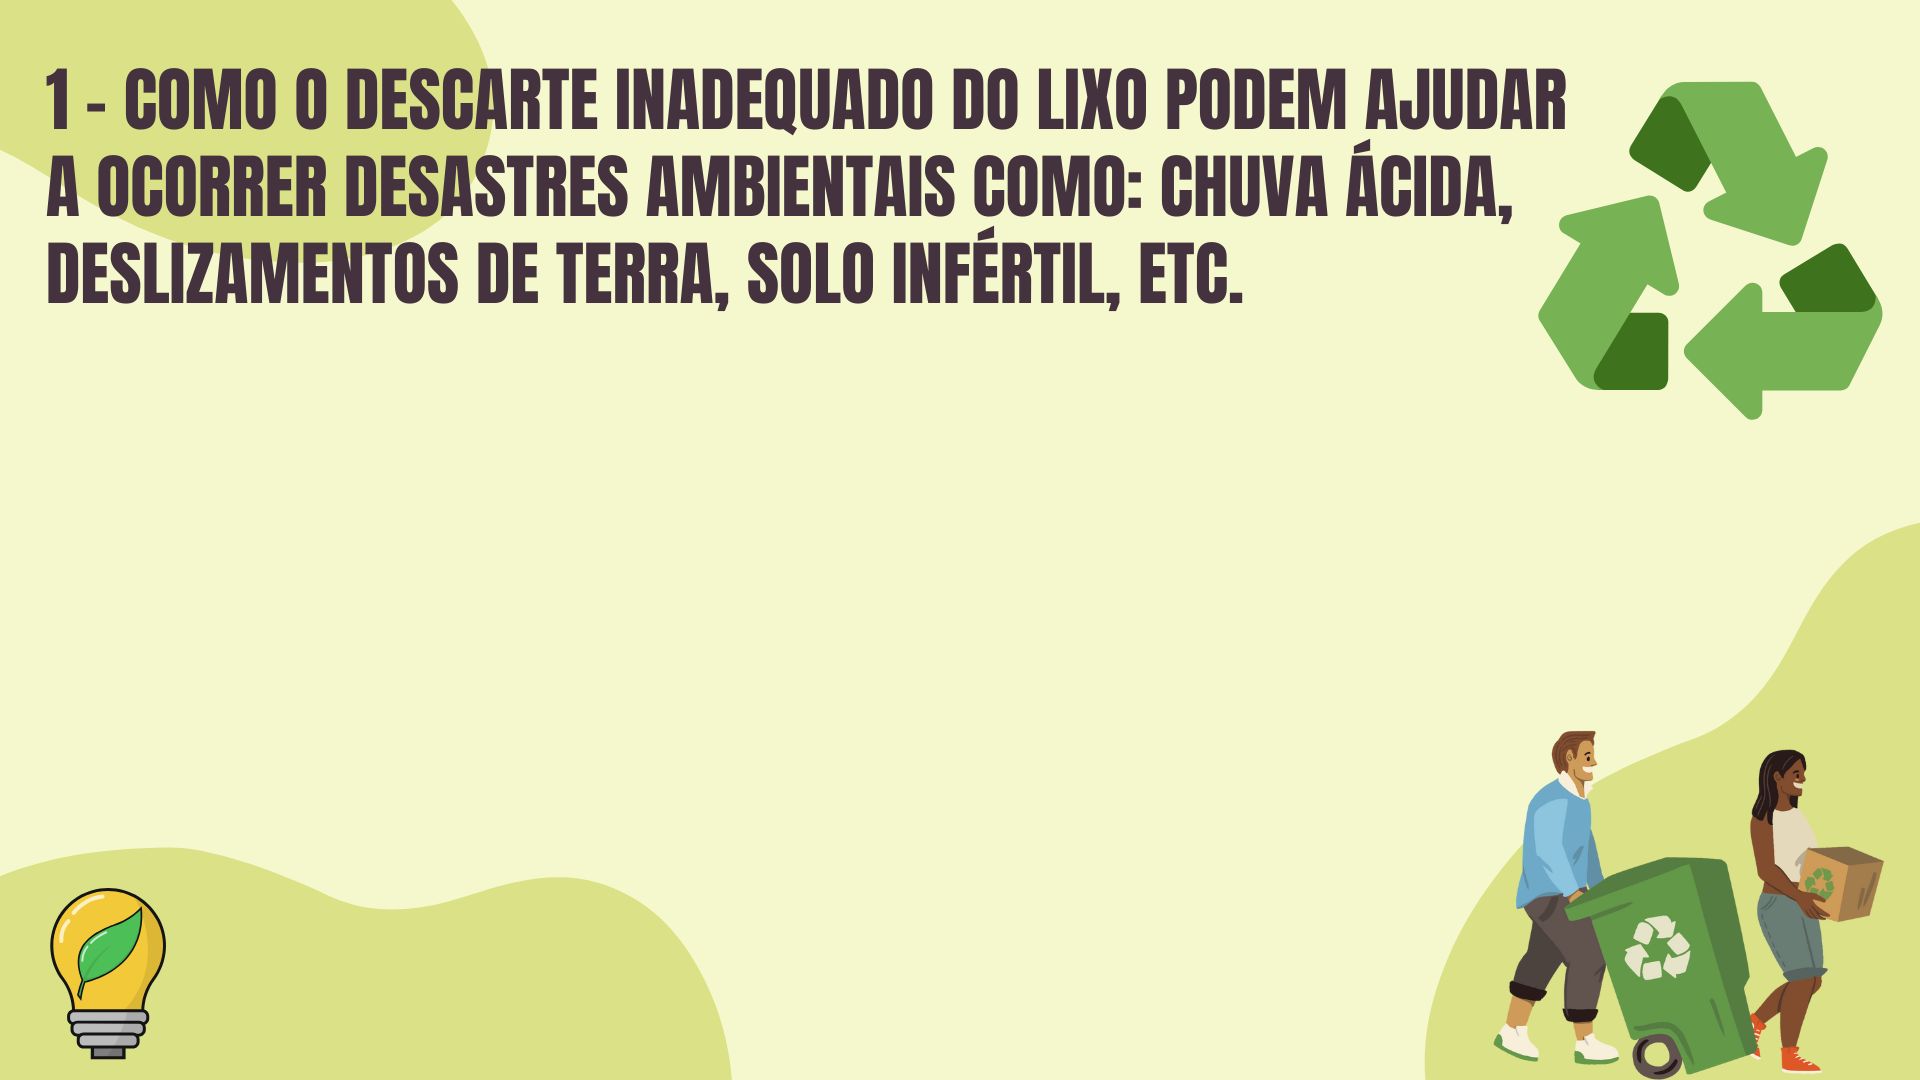 1 - COMO O DESCARTE INADEQUADO DO LIXO PODEM AJUDAR
A OCORRER DESASTRES AMBIENTAIS COMO: CHUVA ÁCIDA,
DESLIZAMENTOS DE TERRA, SOLO INFÉRTIL, ETC.